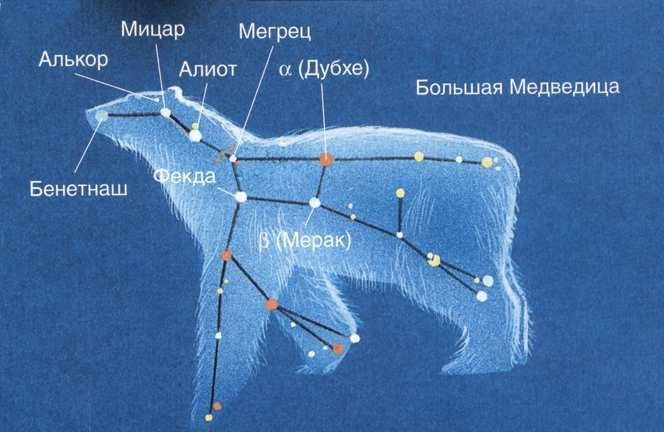 Мицар
Мегрец
Алькор
Алиот
α (Дубхе)
Большая Медведица
Бенетнаш
Фекда
β (Мерак)